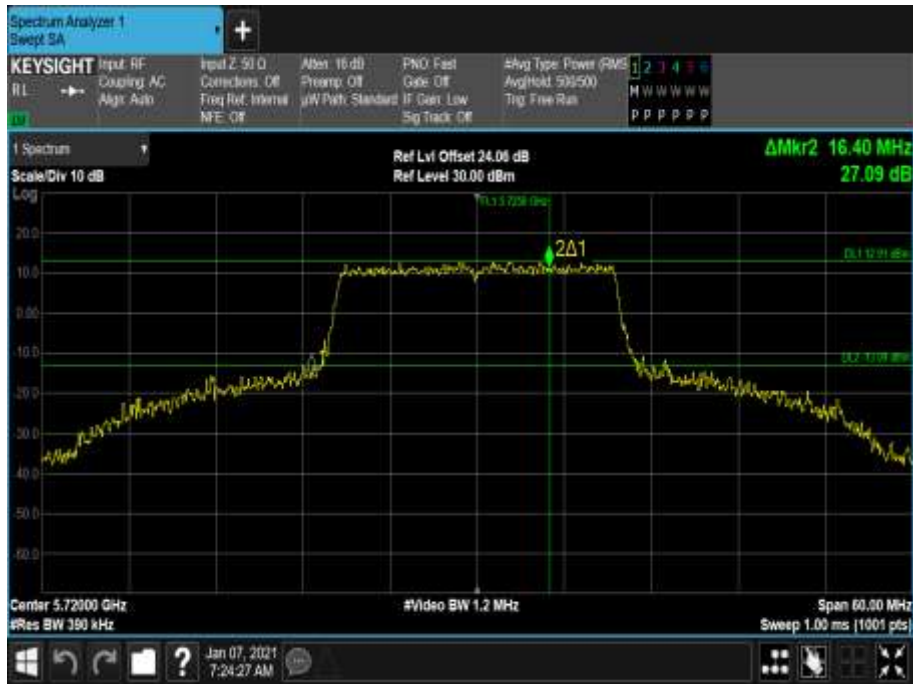 Spectrum Analyzer 1
Swept SA
+
KEYSIGHT
RL
Input: RF
Coupling: AC
Align: Auto
Input Z: 50 Ω
Corrections: Off
Freq Ref: Internal
NFE: Off
Atten: 16 dB
Preamp: Off
µW Path: Standard
PNO: Fast
Gate: Off
IF Gain: Low
Sig Track: Off
#Avg Type: Power (RMS
Avg|Hold: 500/500
Trig: Free Run
1 2 3 4 5 6
M W W W W W
P P P P P P
1 Spectrum
Scale/Div 10 dB
Log
Ref Lvl Offset 24.06 dB
Ref Level 30.00 dBm
ΔMkr2 16.40 MHz
27.09 dB
2Δ1
20.0
10.0
0.00
-10.0
-20.0
-30.0
-40.0
-50.0
-60.0
Center 5.72000 GHz
#Res BW 390 kHz
#Video BW 1.2 MHz
Span 60.00 MHz
Sweep 1.00 ms (1001 pts)
?
Jan 07, 2021
7:24:27 AM